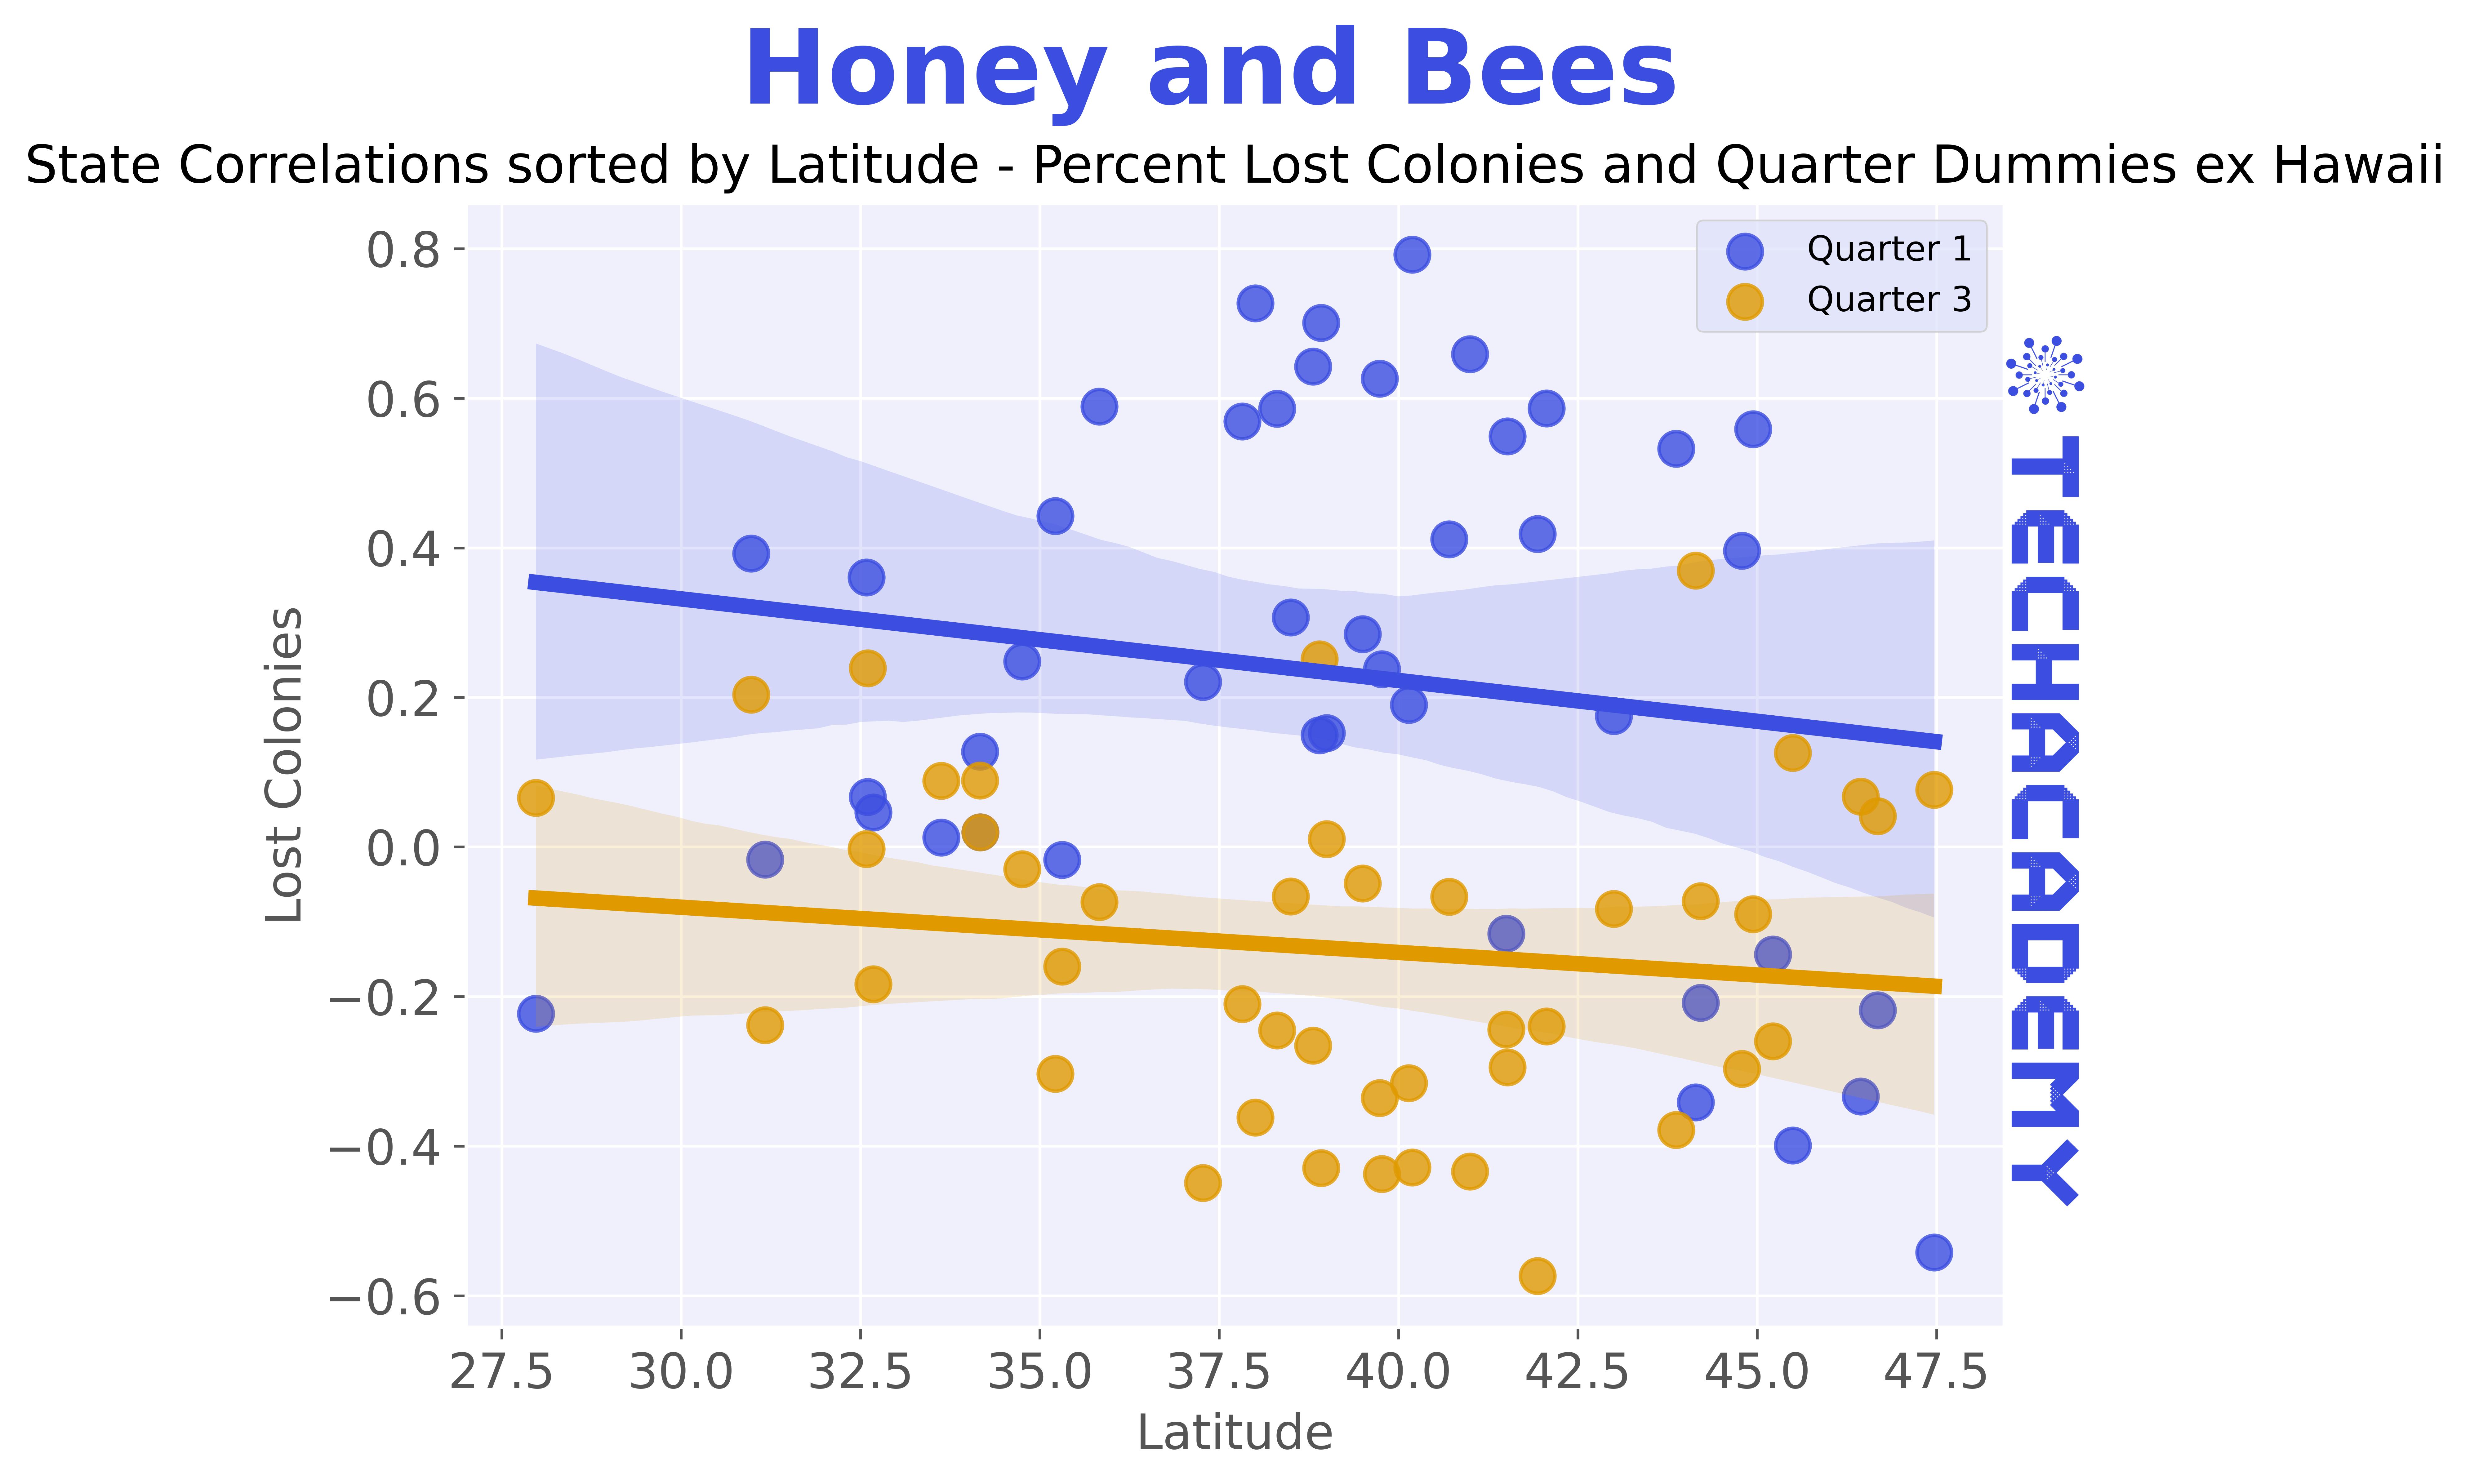 Honey and Bees
State Correlations sorted by Latitude - Percent Lost Colonies and Quarter Dummies ex Hawaii
Quarter 1
Quarter 3
Lost Colonies
0.8
0.6
0.4
0.2
0.0
−0.2
−0.4
−0.6
27.5 30.0 32.5 35.0 37.5 40.0 42.5 45.0 47.5
Latitude
TECHACADEMY